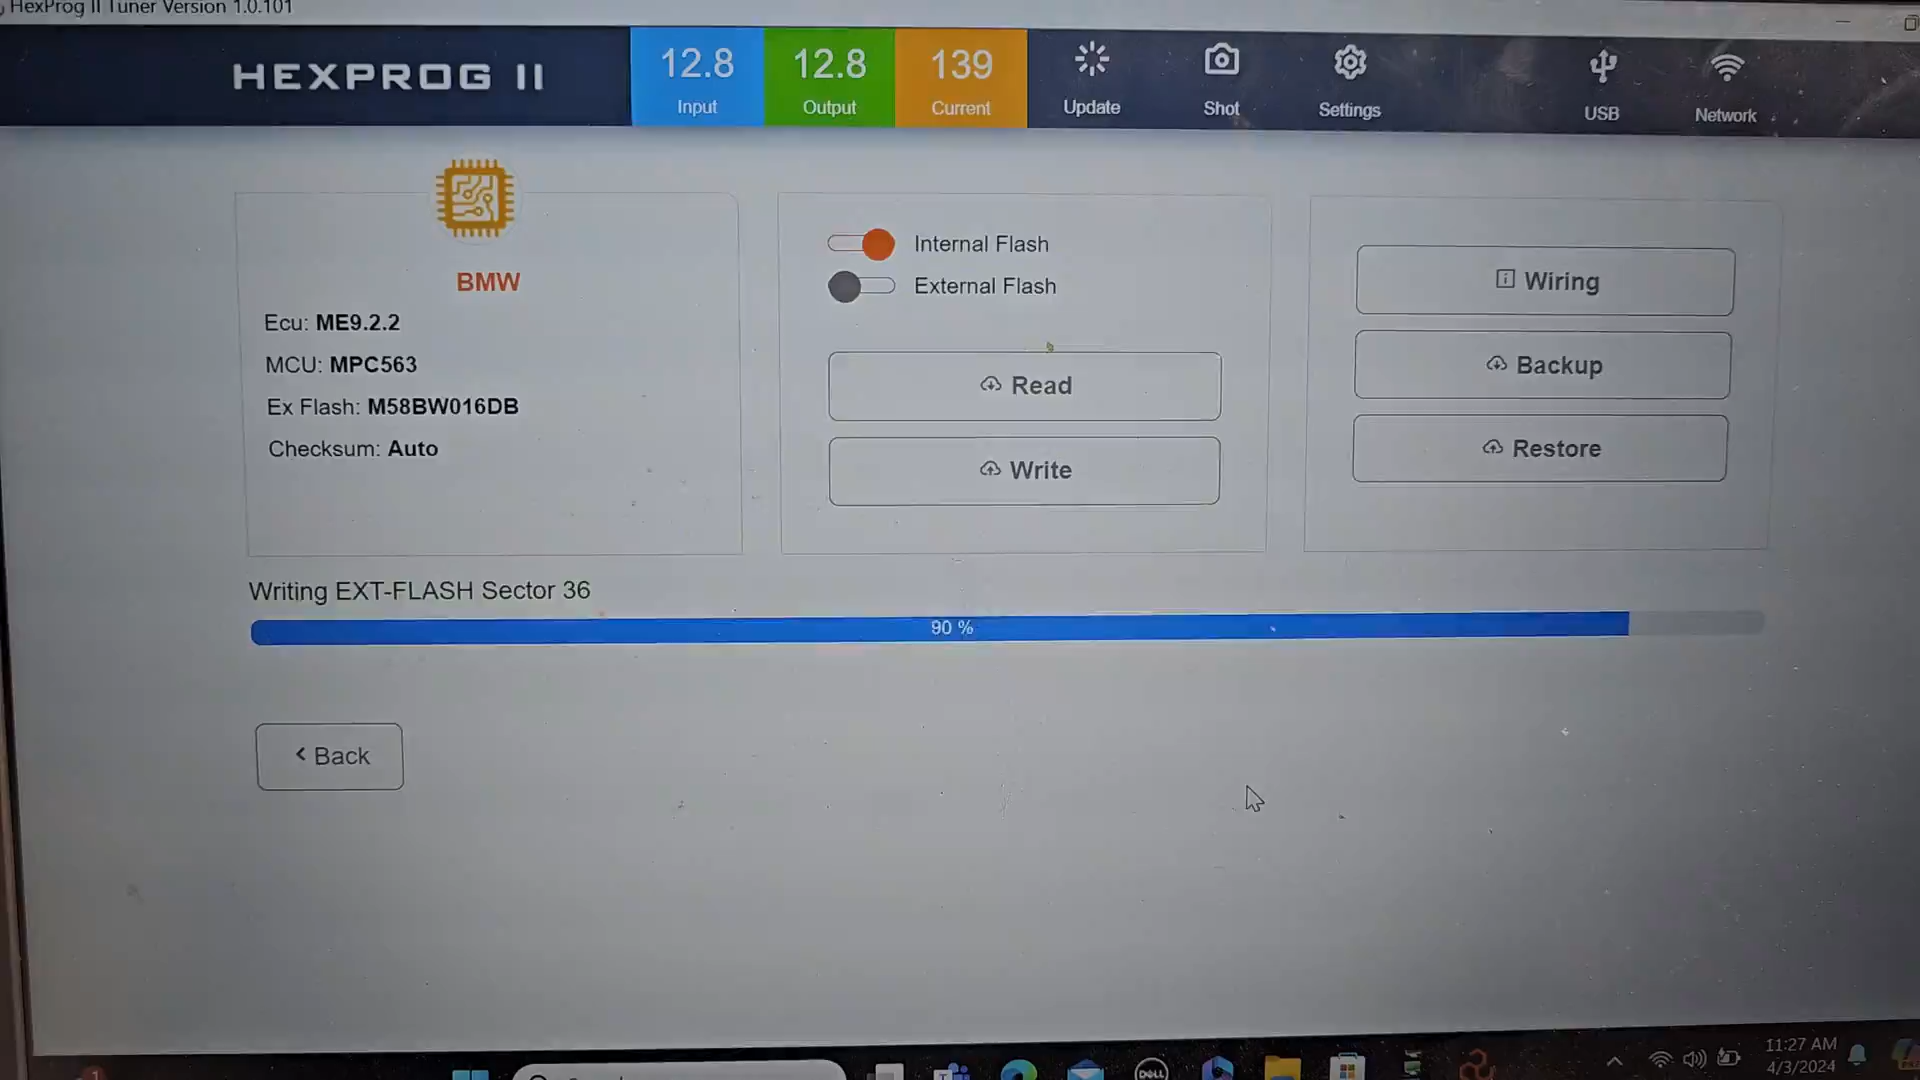 HexProg II Tuner Version 1.0.101
HEXPROG II
12.8
Input
12.8
Output
139
Current
Update
Shot
Settings
USB
Network
BMW
Ecu: ME9.2.2
MCU: MPC563
Ex Flash: M58BW016DB
Checksum: Auto
Internal Flash
External Flash
Read
Write
Wiring
Backup
Restore
Writing EXT-FLASH Sector 36
90 %
< Back
1
DELL
11:27 AM
4/3/2024